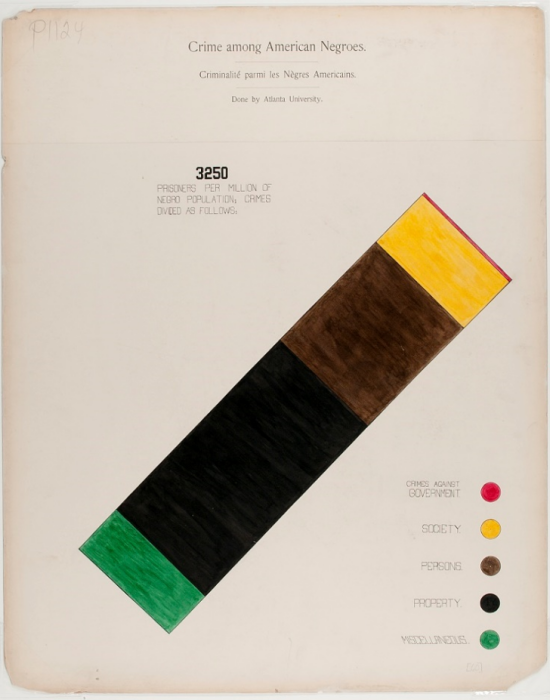 P1124
Crime among American Negroes.
Criminalité parmi les Nègres Americains.
Done by Atlanta University.
3250
PRISONERS PER MILLION OF
NEGRO POPULATION, CRIMES
DIVIDED AS FOLLOWS:
CRIMES AGAINST
GOVERNMENT.
SOCIETY.
PERSONS.
PROPERTY.
MISCELLANEOUS.